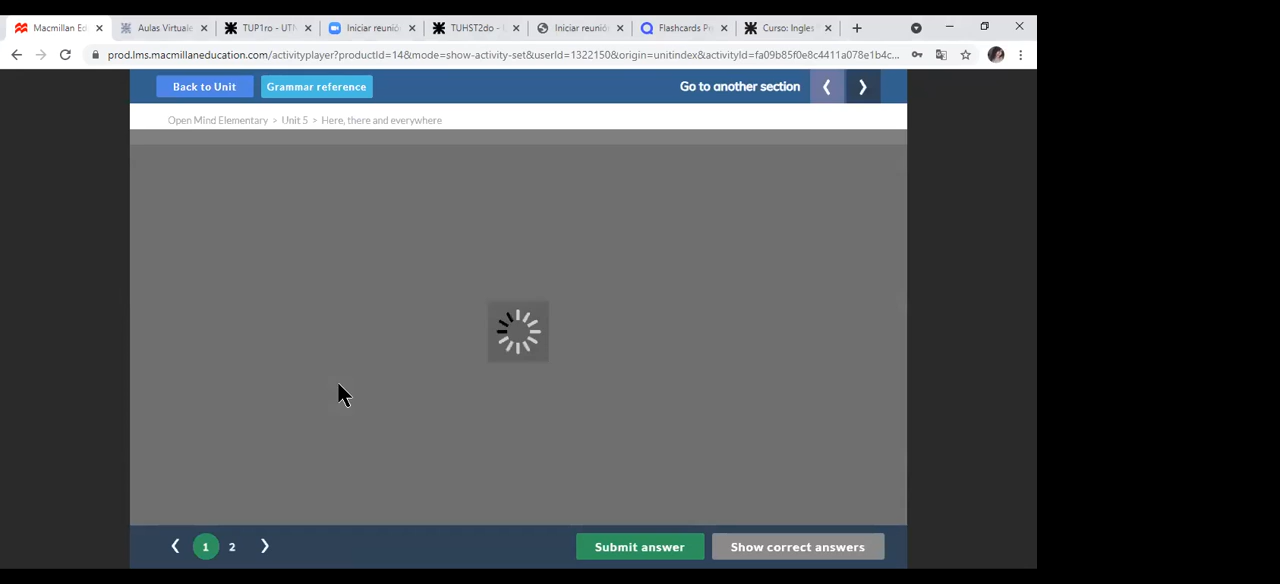 Macmillan Ed
Aulas Virtuale
TUP1ro - UTN
Iniciar reunió
TUHST2do -
Iniciar reunió
Flashcards Pe
Curso: Ingles
prod.lms.macmillaneducation.com/activityplayer?productId=14&mode=show-activity-set&userId=1322150&origin=unitindex&activityId=fa09b85f0e8c4411a078e1b4c...
Back to Unit
Grammar reference
Go to another section
Open Mind Elementary > Unit 5 > Here, there and everywhere
1 2
Submit answer
Show correct answers